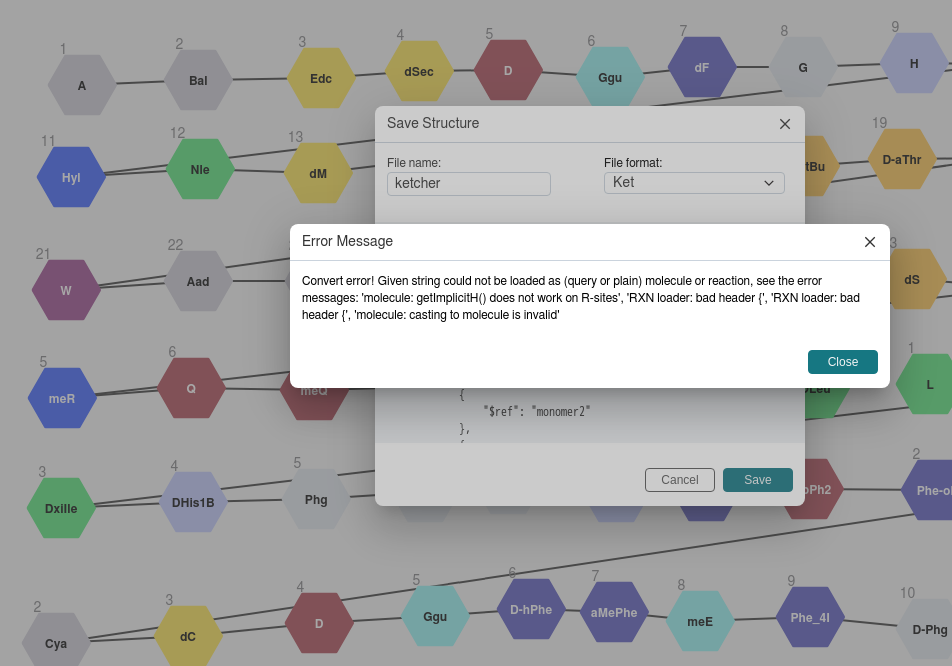 1 2 3 4 5 6 7 8 9
A Bal Edc dSec D Ggu dF G H
11 12 13 19
Hyl Nle dM tBu D-aThr
Save Structure
File name: File format:
ketcher Ket
21 22
W Aad dS
Error Message
Convert error! Given string could not be loaded as (query or plain) molecule or reaction, see the error
messages: 'molecule: getImplicitH() does not work on R-sites', 'RXN loader: bad header {', 'RXN loader: bad
header {', 'molecule: casting to molecule is invalid'
Close
5 6 1
meR Q meQ L
{
"$ref": "monomer2"
},
Cancel Save
3 4 5 2
DxiIle DHis1B Phg
2 3 4 5 6 7 8 9 10
Cya dC D Ggu D-hPhe aMePhe meE Phe_4I D-Phg